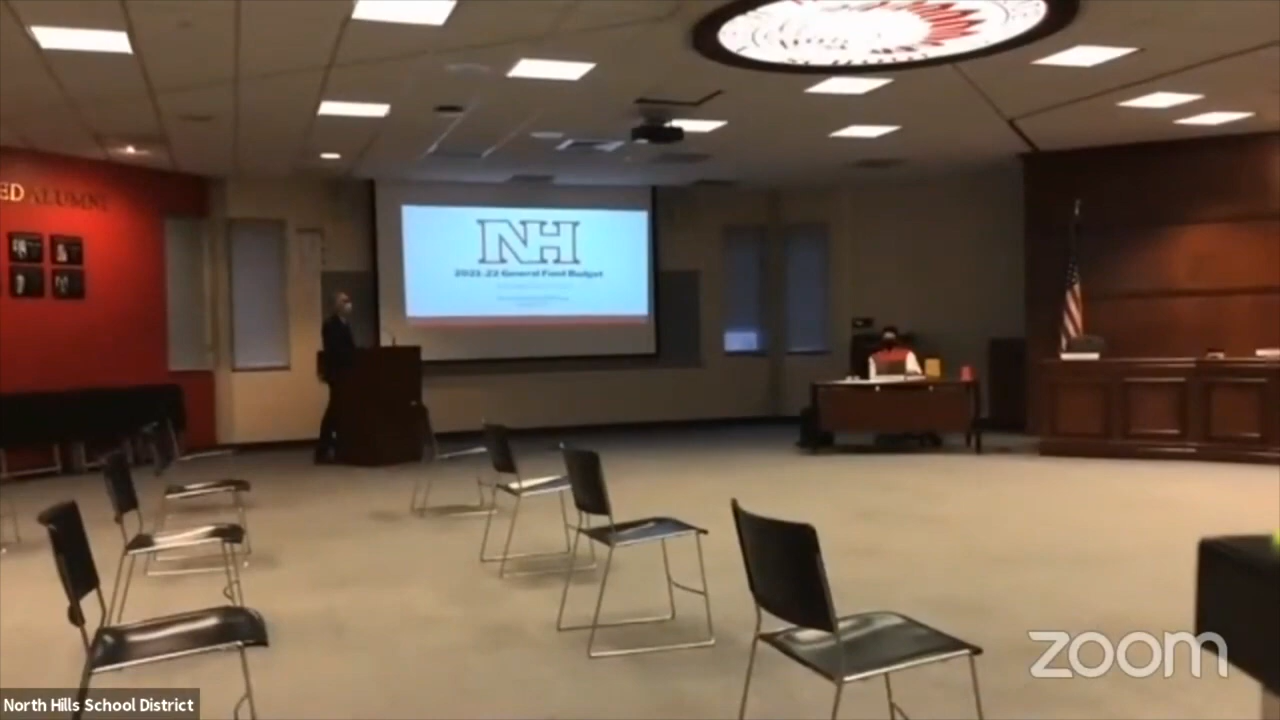 ED ALUMNI
NH
2021-22 General Fund Budget
zoom
North Hills School District